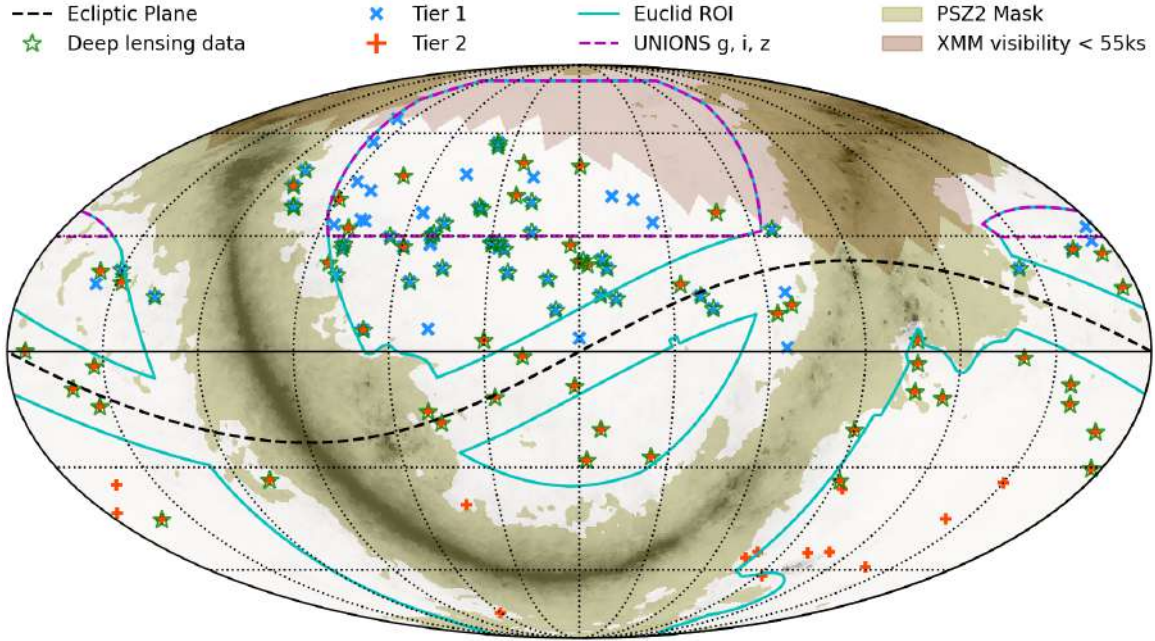 Ecliptic Plane Tier 1 Euclid ROI PSZ2 Mask
Deep lensing data Tier 2 UNIONS g, i, z XMM visibility < 55ks